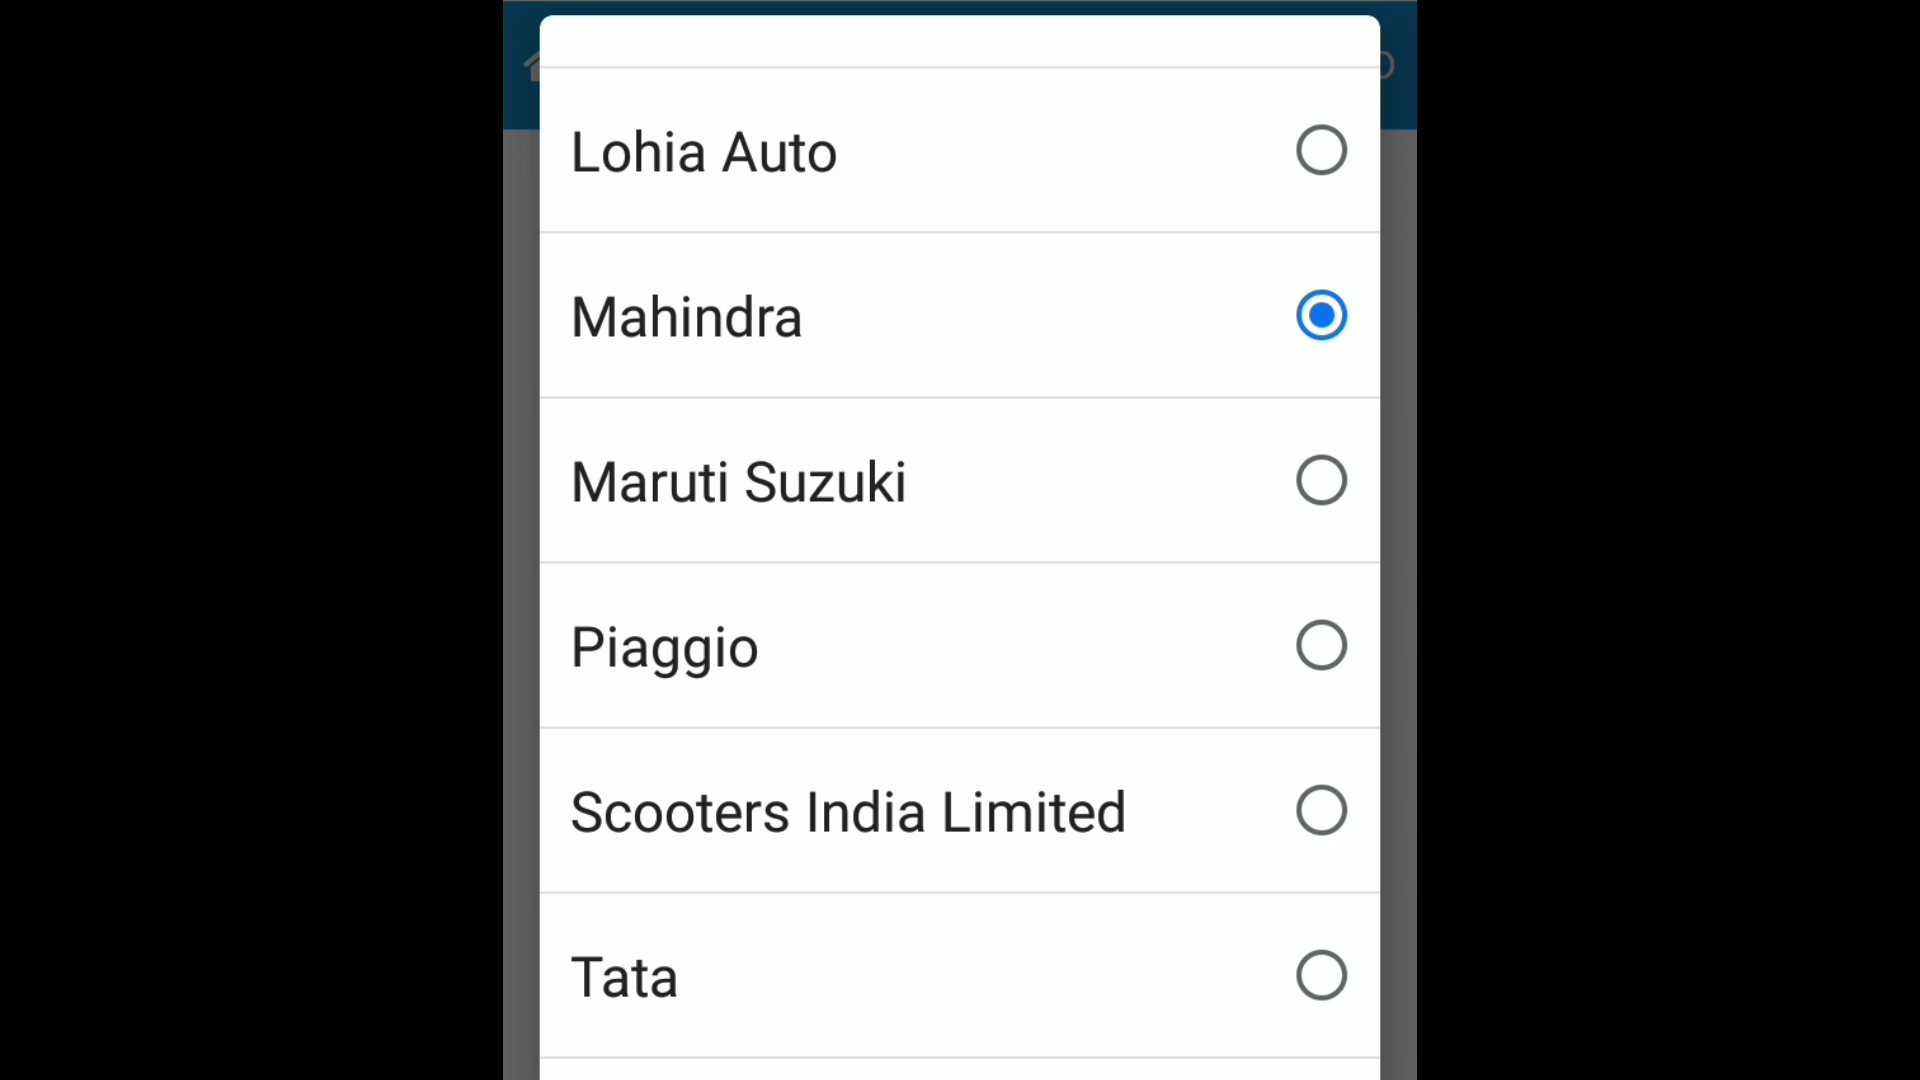 Lohia Auto
Mahindra
Maruti Suzuki
Piaggio
Scooters India Limited
Tata